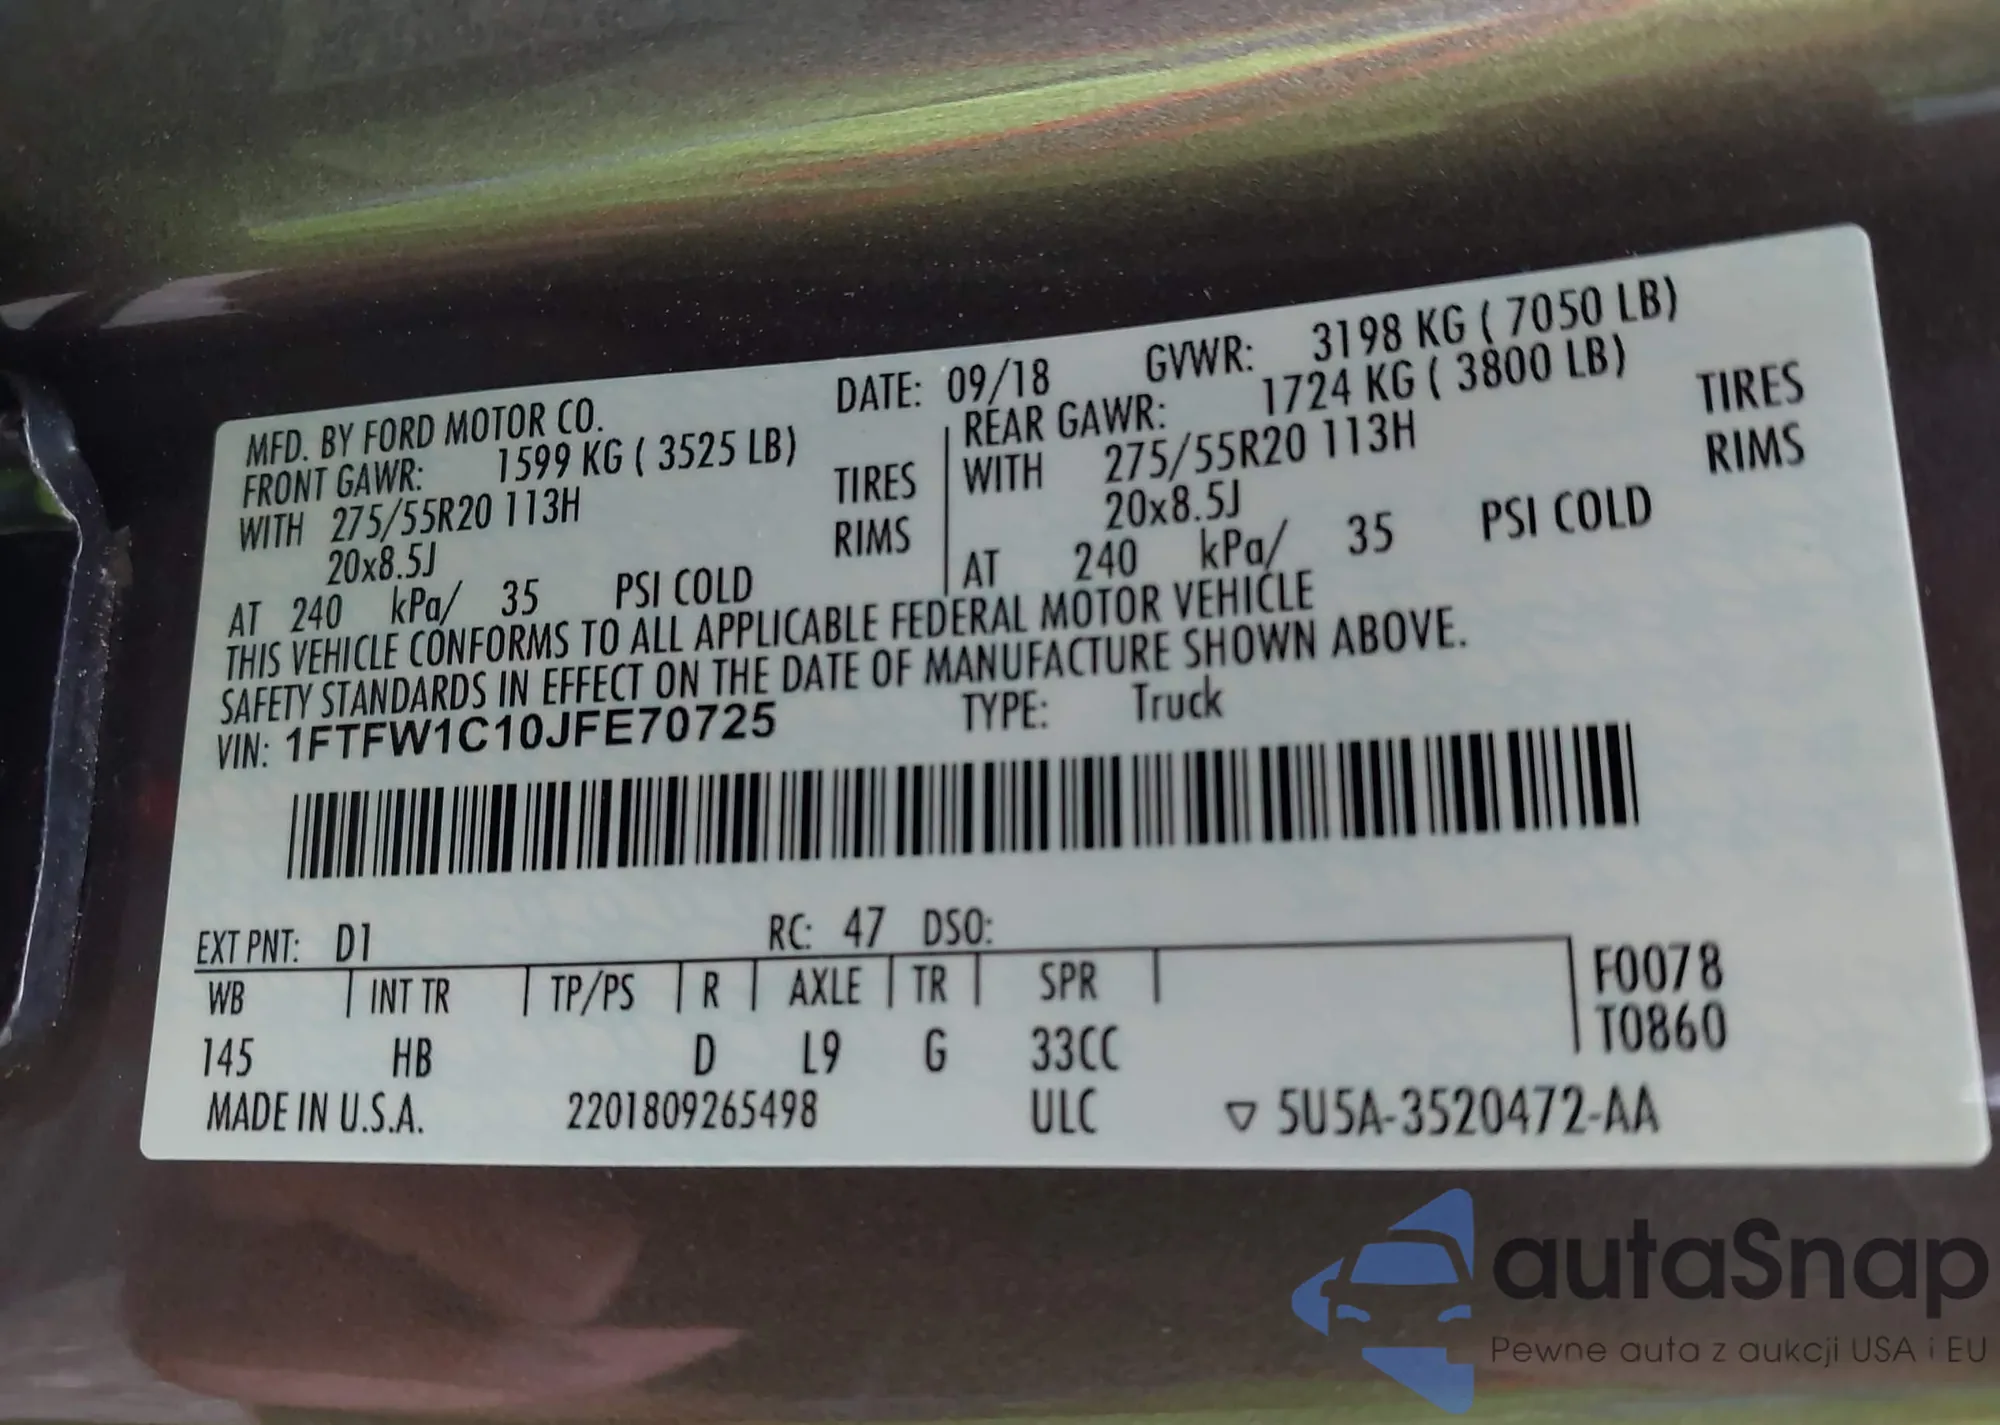 MFD. BY FORD MOTOR CO. DATE: 09/18 GVWR: 3198 KG ( 7050 LB)
FRONT GAWR: 1599 KG ( 3525 LB) REAR GAWR: 1724 KG ( 3800 LB)
WITH 275/55R20 113H TIRES WITH 275/55R20 113H TIRES
20x8.5J RIMS 20x8.5J RIMS
AT 240 kPa/ 35 PSI COLD AT 240 kPa/ 35 PSI COLD
THIS VEHICLE CONFORMS TO ALL APPLICABLE FEDERAL MOTOR VEHICLE
SAFETY STANDARDS IN EFFECT ON THE DATE OF MANUFACTURE SHOWN ABOVE.
VIN: 1FTFW1C10JFE70725 TYPE: Truck
EXT PNT: D1 RC: 47 DSO:
WB INT TR TP/PS R AXLE TR SPR F0078
145 HB D L9 G 33CC T0860
MADE IN U.S.A. 2201809265498 ULC ▽ 5U5A-3520472-AA
autaSnap
Pewne auta z aukcji USA i EU